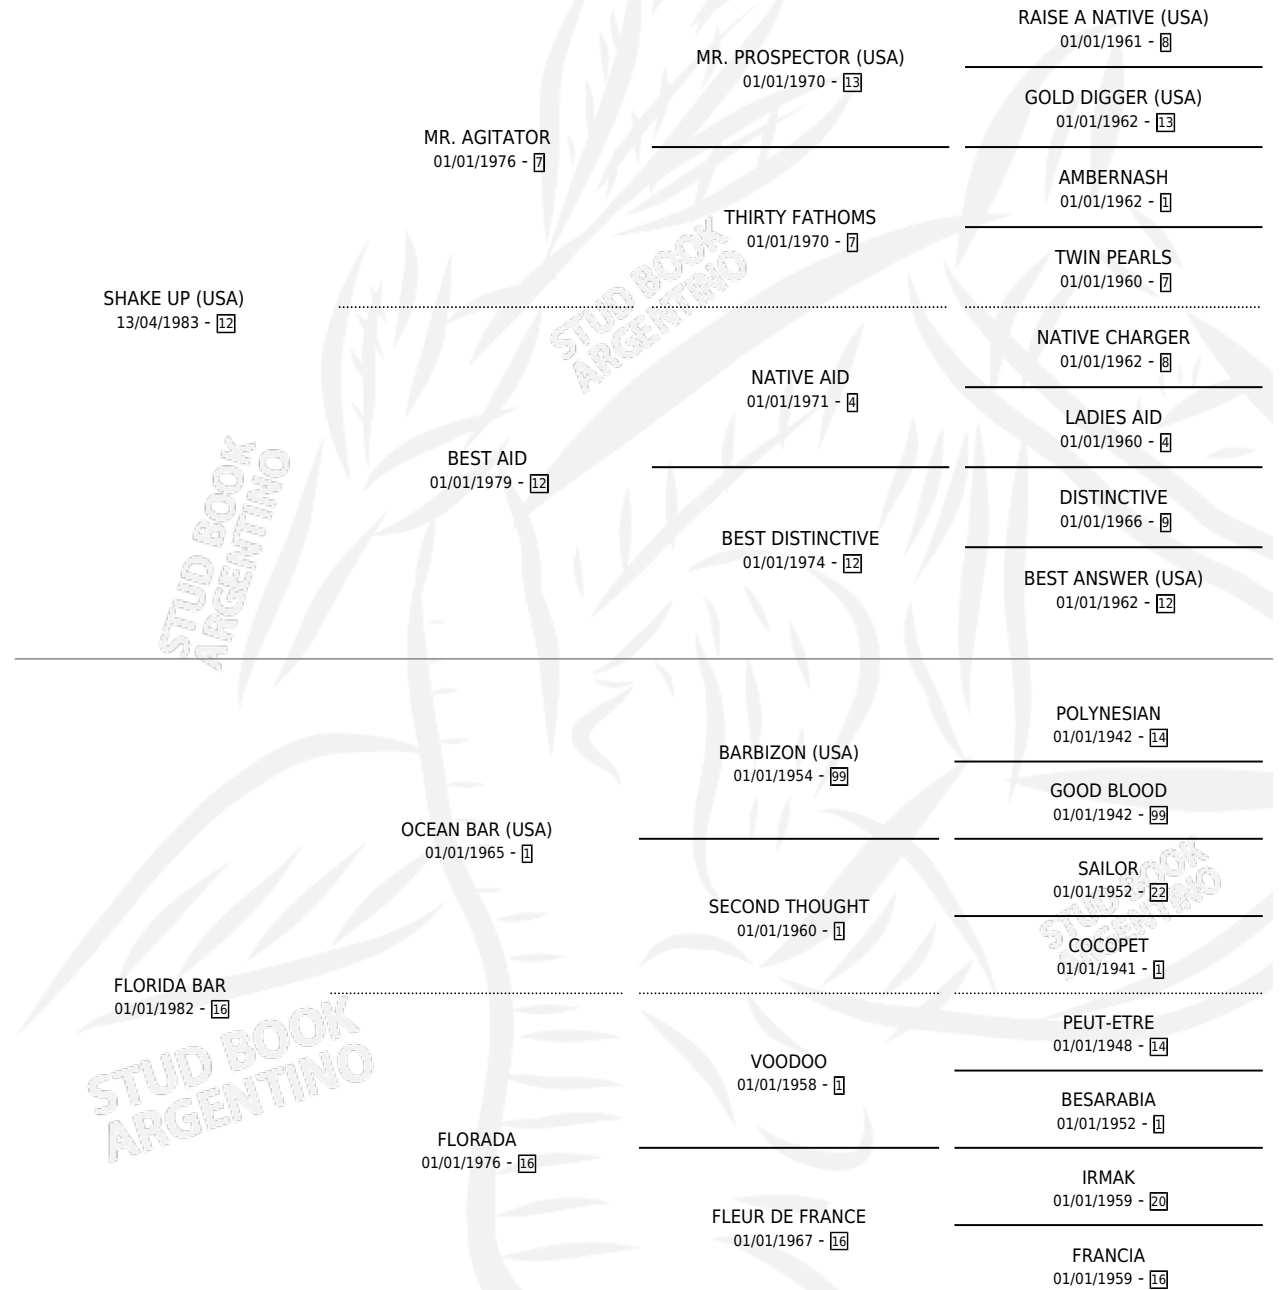 RAISE A NATIVE (USA)
01/01/1961 - 8
MR. PROSPECTOR (USA)
01/01/1970 - 13
GOLD DIGGER (USA)
01/01/1962 - 13
MR. AGITATOR
01/01/1976 - 7
AMBERNASH
01/01/1962 - 1
THIRTY FATHOMS
01/01/1970 - 7
TWIN PEARLS
01/01/1960 - 7
SHAKE UP (USA)
13/04/1983 - 12
STUD BOOK
ARGENTINO
NATIVE CHARGER
01/01/1962 - 8
NATIVE AID
01/01/1971 - 4
LADIES AID
01/01/1960 - 4
BEST AID
01/01/1979 - 12
DISTINCTIVE
01/01/1966 - 9
BEST DISTINCTIVE
01/01/1974 - 12
BEST ANSWER (USA)
01/01/1962 - 12
STUD BOOK
ARGENTINO
POLYNESIAN
01/01/1942 - 14
BARBIZON (USA)
01/01/1954 - 99
GOOD BLOOD
01/01/1942 - 99
OCEAN BAR (USA)
01/01/1965 - 1
SAILOR
01/01/1952 - 22
SECOND THOUGHT
01/01/1960 - 1
STUD BOOK
ARGENTINO
COCOPET
01/01/1941 - 1
FLORIDA BAR
01/01/1982 - 16
STUD BOOK
ARGENTINO
PEUT-ETRE
01/01/1948 - 14
VOODOO
01/01/1958 - 1
BESARABIA
01/01/1952 - 1
FLORADA
01/01/1976 - 16
IRMAK
01/01/1959 - 20
FLEUR DE FRANCE
01/01/1967 - 16
FRANCIA
01/01/1959 - 16